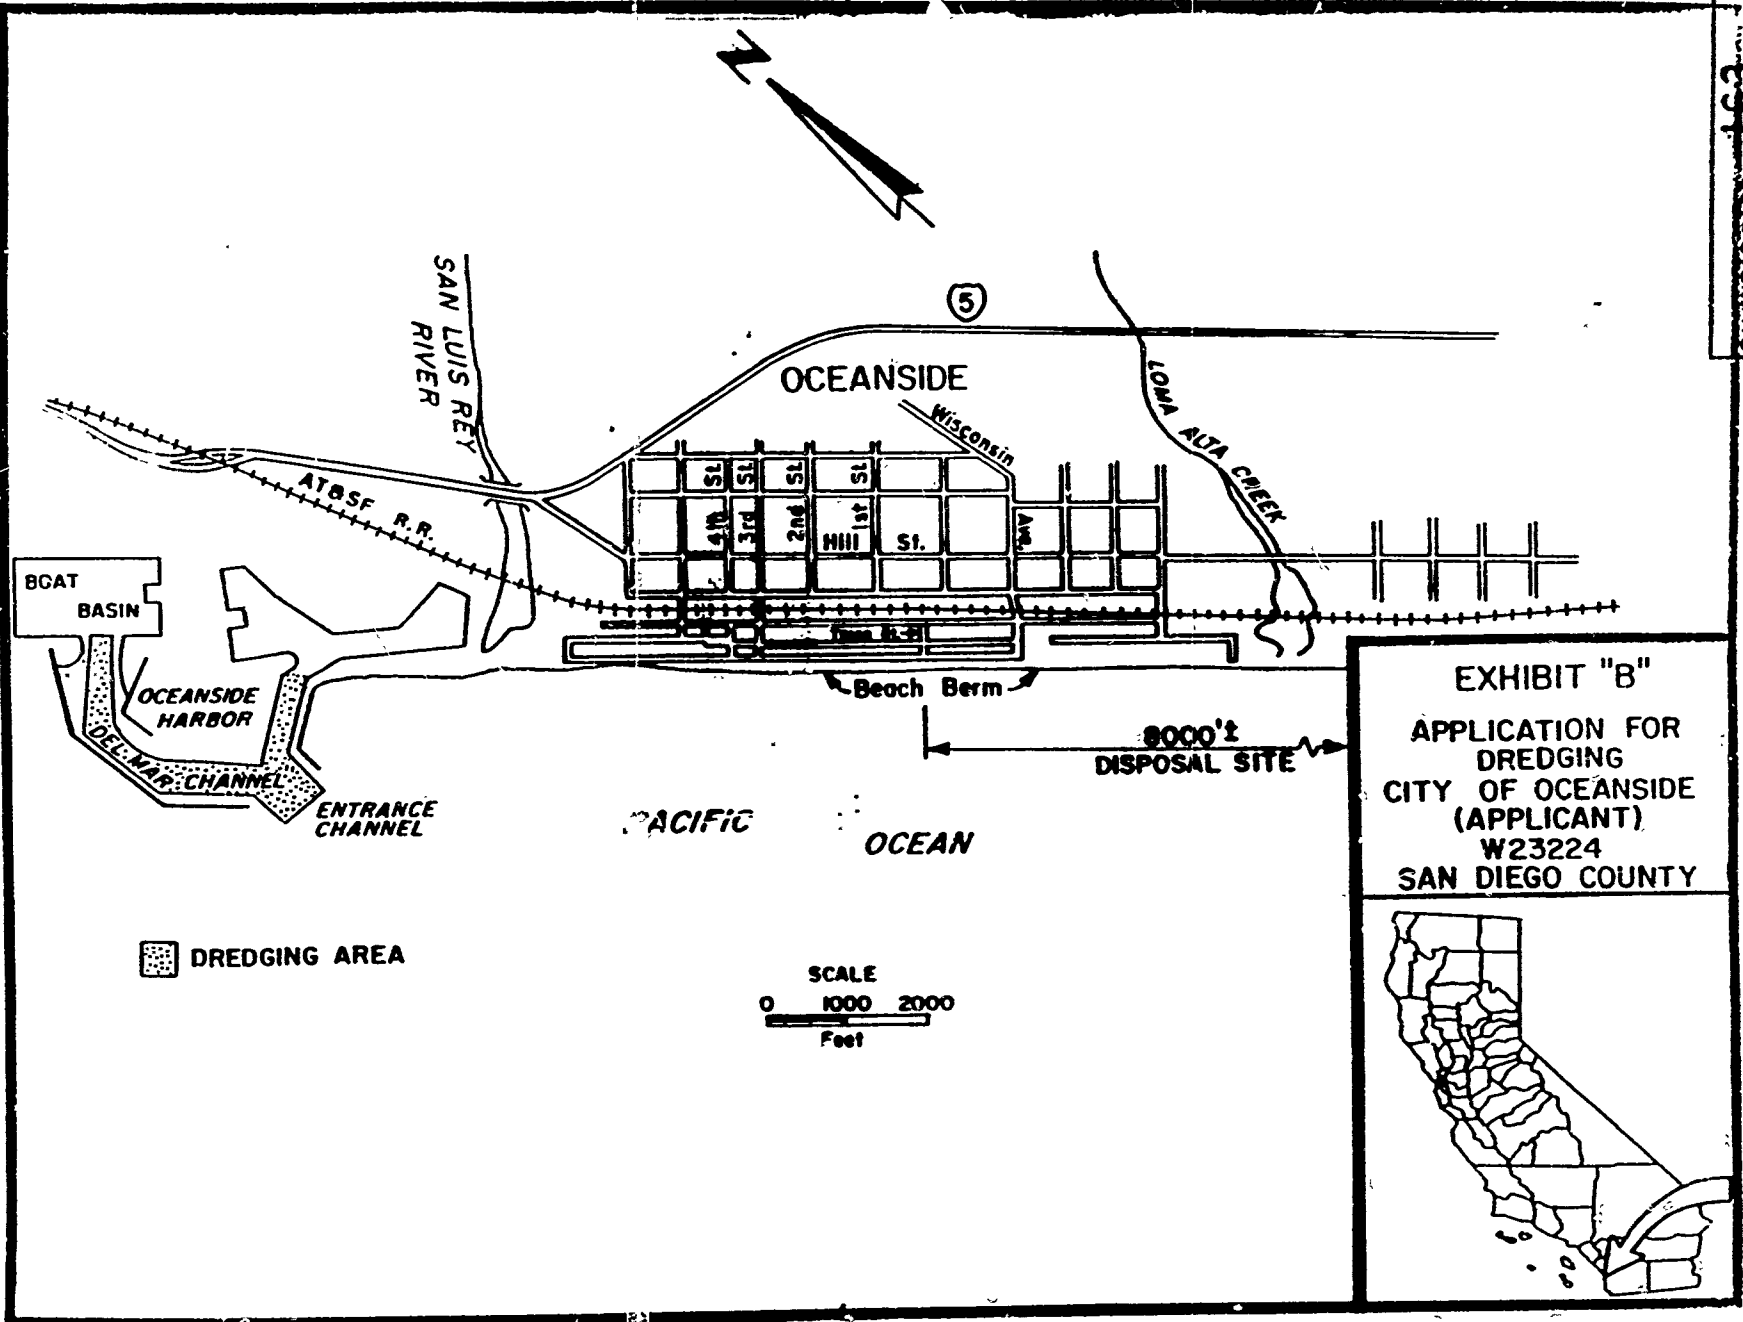 N
5
SAN LUIS REY
RIVER
OCEANSIDE
Wisconsin
Ave.
LOMA ALTA CREEK
AT&SF R.R.
4th St.
3rd St.
2nd St.
1st St.
Hill St.
BOAT
BASIN
OCEANSIDE
HARBOR
DEL MAR CHANNEL
ENTRANCE
CHANNEL
Beach Berm
8000'±
DISPOSAL SITE
PACIFIC
OCEAN
DREDGING AREA
SCALE
0 1000 2000
Feet
EXHIBIT "B"
APPLICATION FOR
DREDGING
CITY OF OCEANSIDE
(APPLICANT)
W23224
SAN DIEGO COUNTY